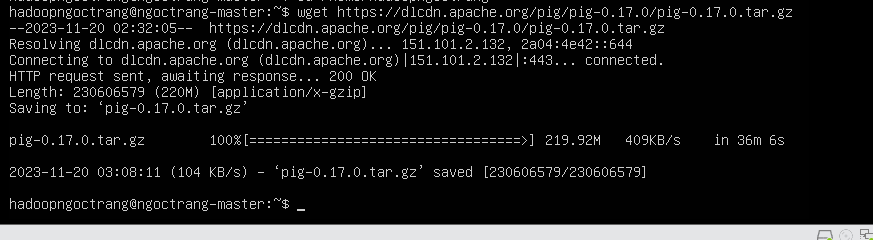 hadoopngoctrang@ngoctrang-master:~$ wget https://dlcdn.apache.org/pig/pig-0.17.0/pig-0.17.0.tar.gz
--2023-11-20 02:32:05--  https://dlcdn.apache.org/pig/pig-0.17.0/pig-0.17.0.tar.gz
Resolving dlcdn.apache.org (dlcdn.apache.org)... 151.101.2.132, 2a04:4e42::644
Connecting to dlcdn.apache.org (dlcdn.apache.org)|151.101.2.132|:443... connected.
HTTP request sent, awaiting response... 200 OK
Length: 230606579 (220M) [application/x-gzip]
Saving to: ‘pig-0.17.0.tar.gz’
pig-0.17.0.tar.gz 100%[==================================>] 219.92M 409KB/s in 36m 6s
2023-11-20 03:08:11 (104 KB/s) - ‘pig-0.17.0.tar.gz’ saved [230606579/230606579]
hadoopngoctrang@ngoctrang-master:~$ _